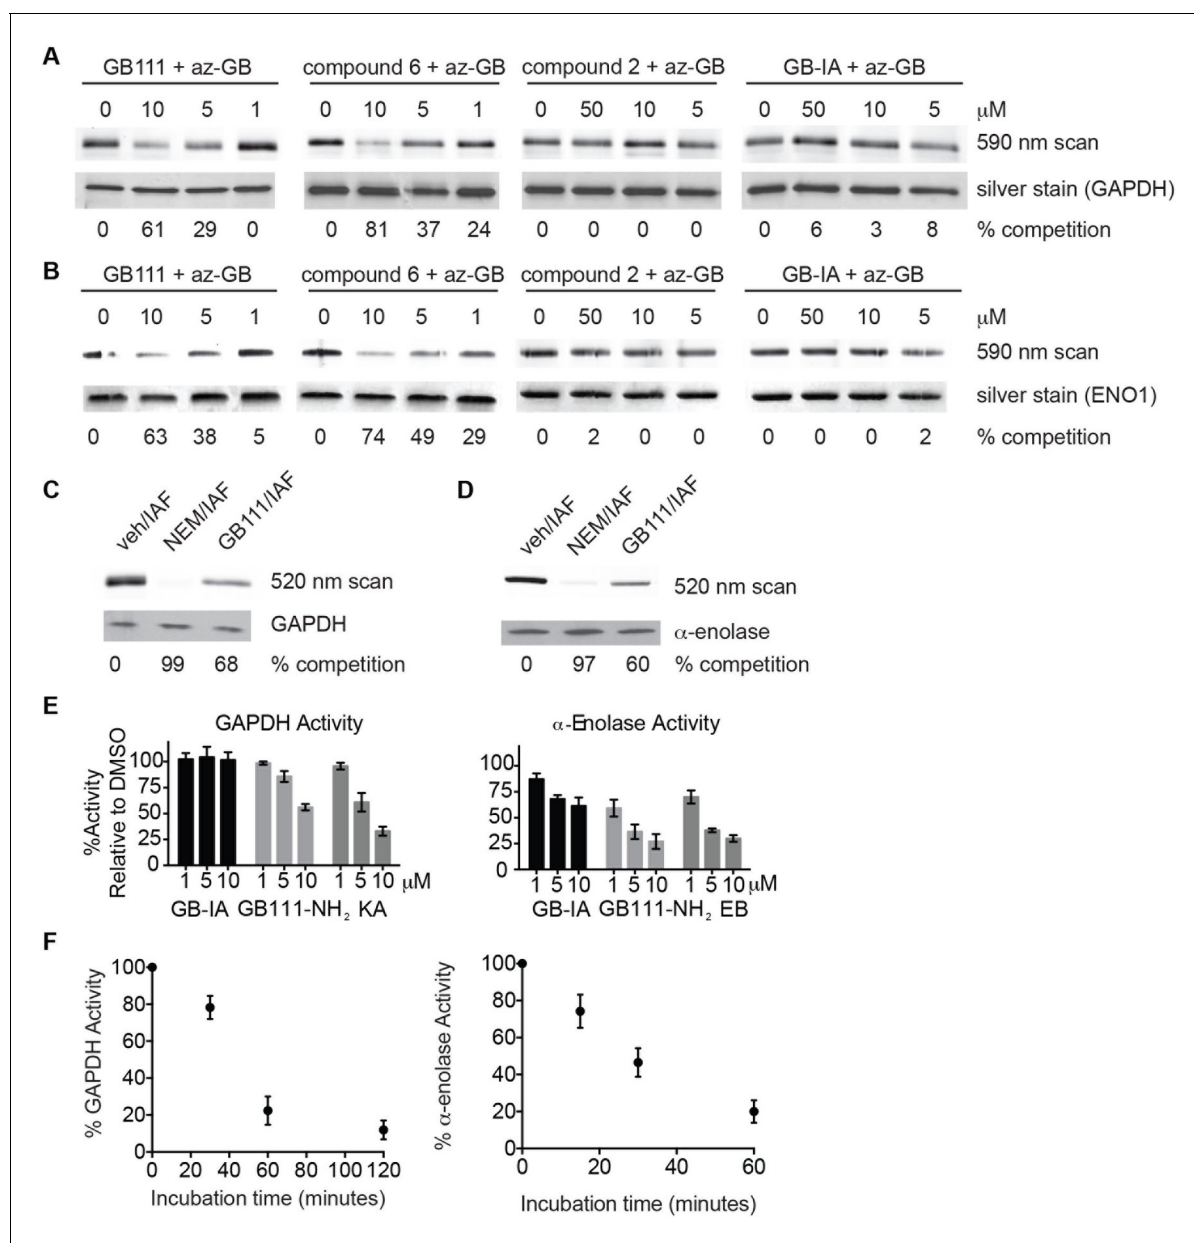 A
GB111 + az-GB compound 6 + az-GB compound 2 + az-GB GB-IA + az-GB
0 10 5 1 0 10 5 1 0 50 10 5 0 50 10 5 μM
590 nm scan
silver stain (GAPDH)
0 61 29 0 0 81 37 24 0 0 0 0 0 6 3 8 % competition
B
GB111 + az-GB compound 6 + az-GB compound 2 + az-GB GB-IA + az-GB
0 10 5 1 0 10 5 1 0 50 10 5 0 50 10 5 μM
590 nm scan
silver stain (ENO1)
0 63 38 5 0 74 49 29 0 2 0 0 0 0 0 2 % competition
C
veh/IAF NEM/IAF GB111/IAF
520 nm scan
GAPDH
0 99 68 % competition
D
veh/IAF NEM/IAF GB111/IAF
520 nm scan
α-enolase
0 97 60 % competition
E
GAPDH Activity
%Activity
Relative to DMSO
100
75
50
25
0
1 5 10 1 5 10 1 5 10 μM
GB-IA GB111-NH2 KA
α-Enolase Activity
100
75
50
25
0
1 5 10 1 5 10 1 5 10 μM
GB-IA GB111-NH2 EB
F
% GAPDH Activity
100
80
60
40
20
0
0 20 40 60 80 100 120
Incubation time (minutes)
% α-enolase Activity
100
80
60
40
20
0
0 20 40 60
Incubation time (minutes)